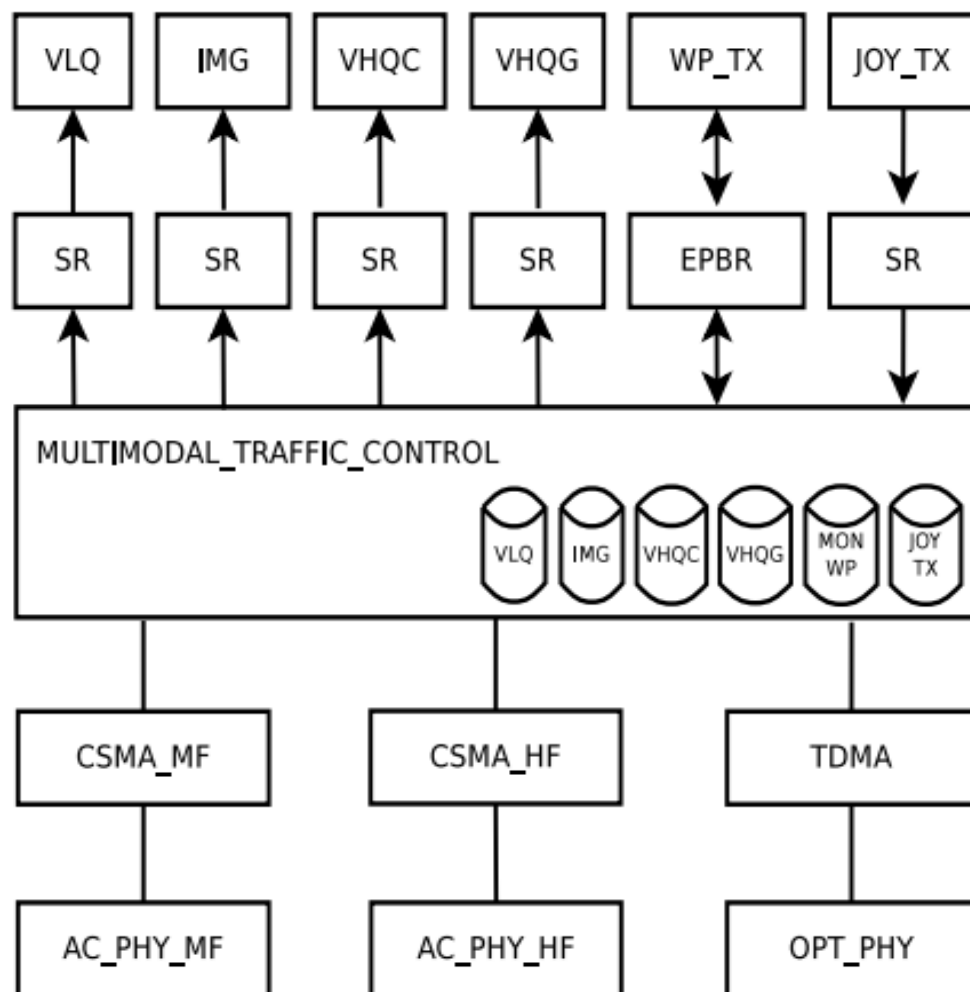 VLQ
IMG
VHQC
VHQG
WP_TX
JOY_TX
SR
SR
SR
SR
EPBR
SR
MULTIMODAL_TRAFFIC_CONTROL
VLQ
IMG
VHQC
VHQG
MON
WP
JOY
TX
CSMA_MF
CSMA_HF
TDMA
AC_PHY_MF
AC_PHY_HF
OPT_PHY